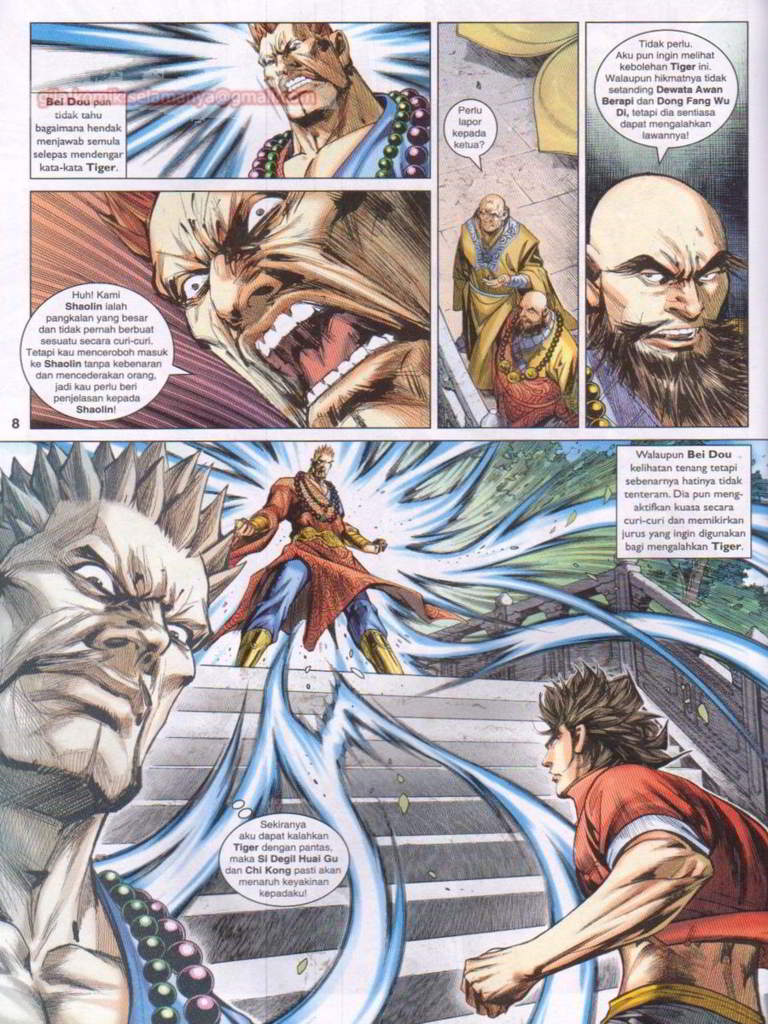 gilakomikselamanya@gmail.com
Bei Dou pun
tidak tahu
bagaimana hendak
menjawab semula
selepas mendengar
kata-kata Tiger.
Perlu
lapor
kepada
ketua?
Tidak perlu.
Aku pun ingin melihat
kebolehan Tiger ini.
Walaupun hikmatnya tidak
setanding Dewata Awan
Berapi dan Dong Fang Wu
Di, tetapi dia sentiasa
dapat mengalahkan
lawannya!
Huh! Kami
Shaolin ialah
pangkalan yang besar
dan tidak pernah berbuat
sesuatu secara curi-curi.
Tetapi kau menceroboh masuk
ke Shaolin tanpa kebenaran
dan mencederakan orang,
jadi kau perlu beri
penjelasan kepada
Shaolin!
8
Walaupun Bei Dou
kelihatan tenang tetapi
sebenarnya hatinya tidak
tenteram. Dia pun meng-
aktifkan kuasa secara
curi-curi dan memikirkan
jurus yang ingin digunakan
bagi mengalahkan Tiger.
Sekiranya
aku dapat kalahkan
Tiger dengan pantas,
maka Si Degil Huai Gu
dan Chi Kong pasti akan
menaruh keyakinan
kepadaku!